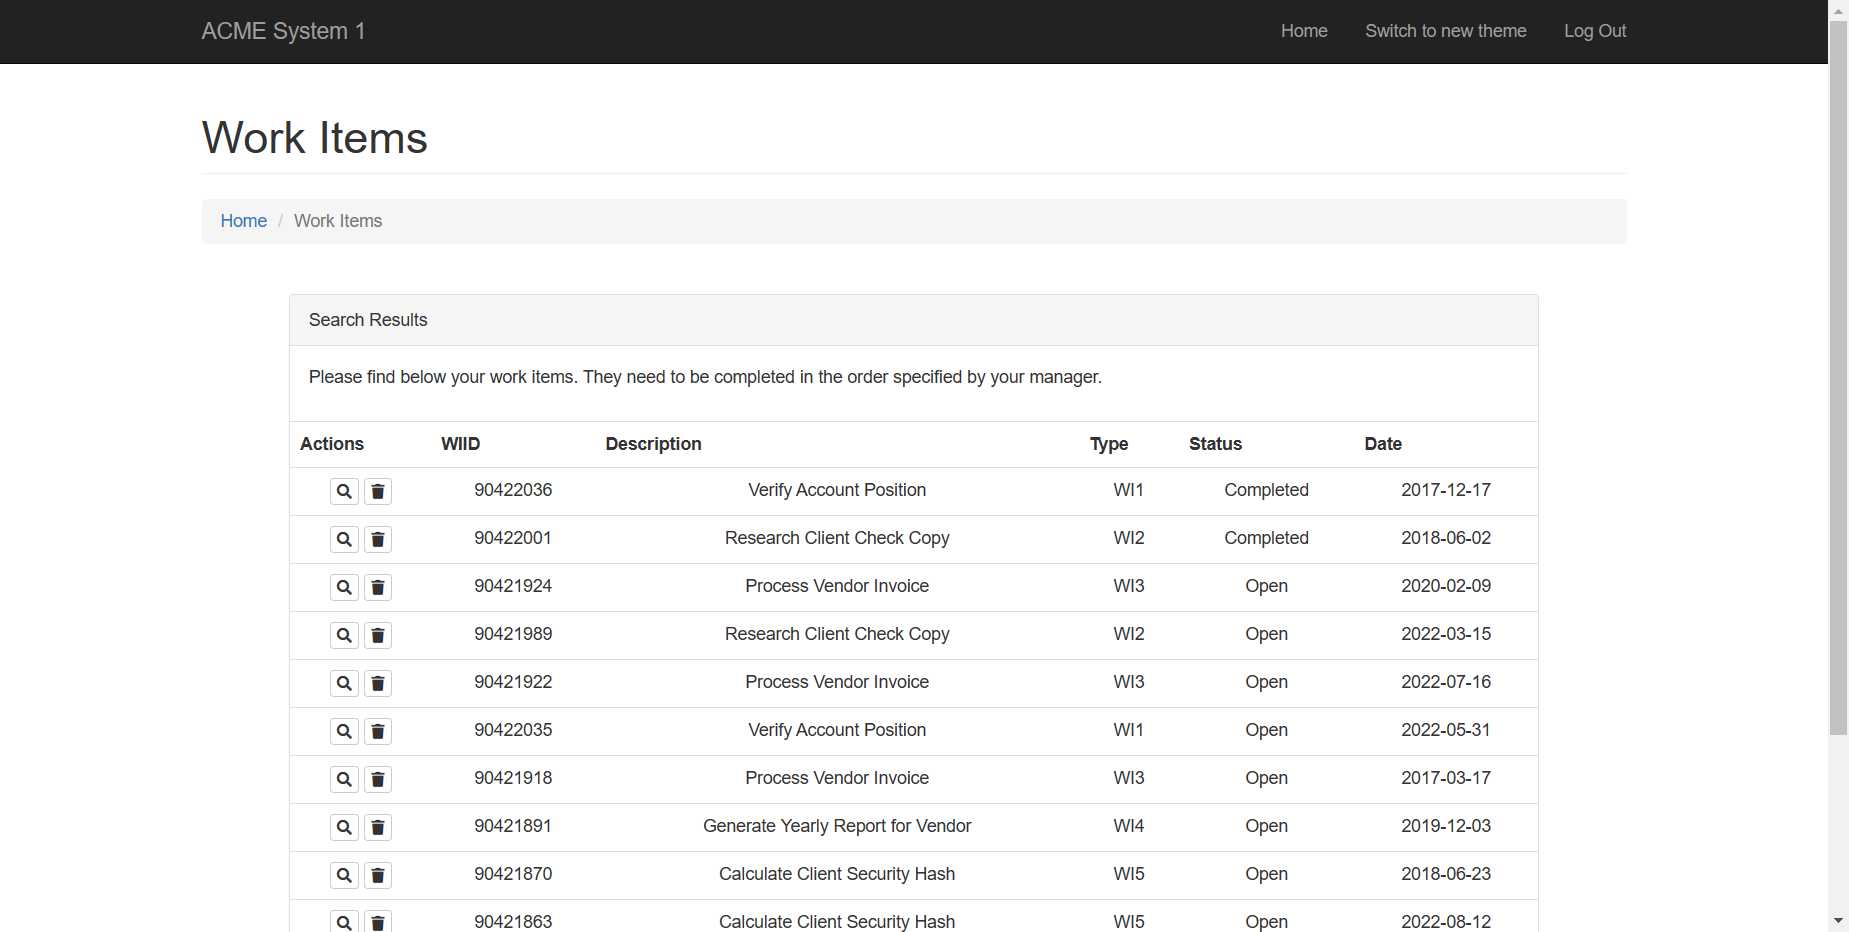 ACME System 1 Home Switch to new theme Log Out
Work Items
Home / Work Items
Search Results
Please find below your work items. They need to be completed in the order specified by your manager.
Actions WIID Description Type Status Date
90422036 Verify Account Position WI1 Completed 2017-12-17
90422001 Research Client Check Copy WI2 Completed 2018-06-02
90421924 Process Vendor Invoice WI3 Open 2020-02-09
90421989 Research Client Check Copy WI2 Open 2022-03-15
90421922 Process Vendor Invoice WI3 Open 2022-07-16
90422035 Verify Account Position WI1 Open 2022-05-31
90421918 Process Vendor Invoice WI3 Open 2017-03-17
90421891 Generate Yearly Report for Vendor WI4 Open 2019-12-03
90421870 Calculate Client Security Hash WI5 Open 2018-06-23
90421863 Calculate Client Security Hash WI5 Open 2022-08-12